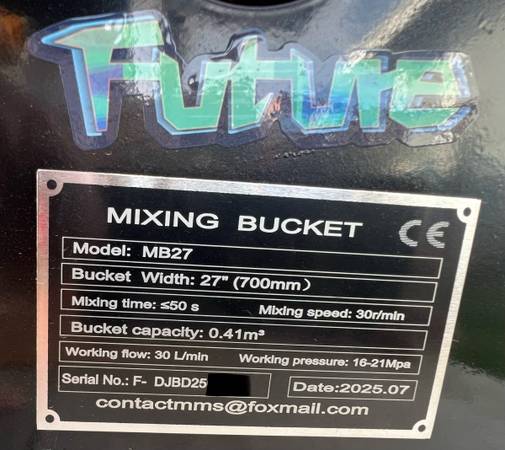 Future
MIXING BUCKET CE
Model: MB27
Bucket Width: 27" (700mm)
Mixing time: ≤50 s Mixing speed: 30r/min
Bucket capacity: 0.41m³
Working flow: 30 L/min Working pressure: 16-21Mpa
Serial No.: F- DJBD25 Date:2025.07
contactmms@foxmail.com